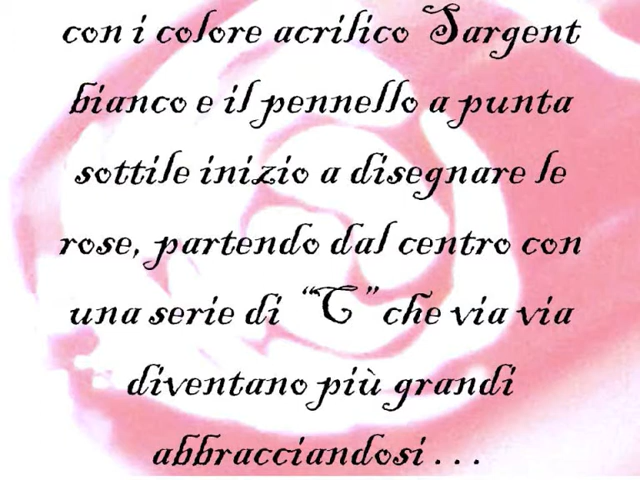 con i colore acrilico Sargent
bianco e il pennello a punta
sottile inizio a disegnare le
rose, partendo dal centro con
una serie di “C” che via via
diventano più grandi
abbracciandosi . . .